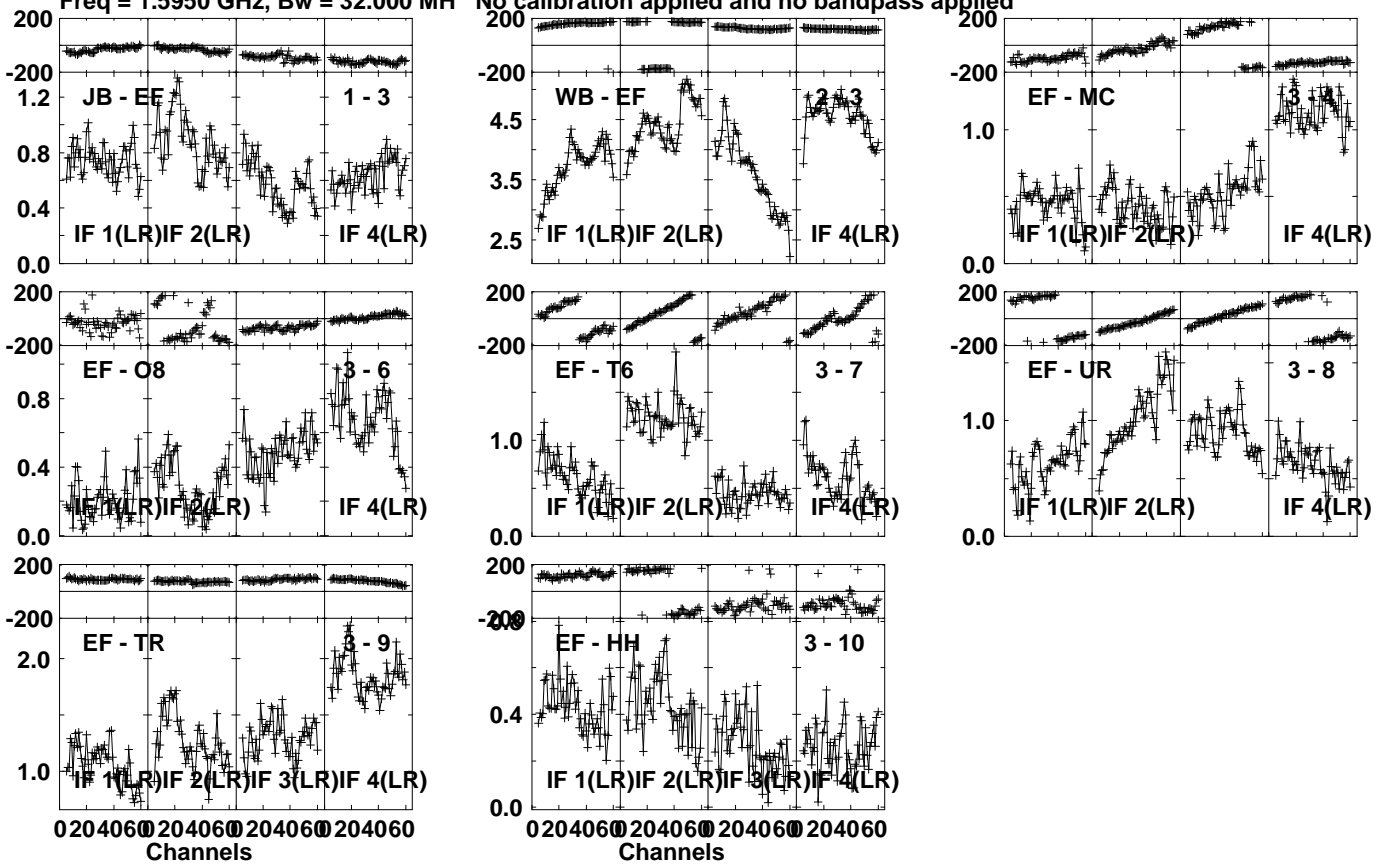 Freq = 1.5950 GHz, Bw = 32.000 MH No calibration applied and no bandpass applied
200 200 200
-200 -200 -200
JB - EF 1 - 3 WB - EF 2 - 3 EF - MC 3 - 4
1.2 4.5 1.0
0.8 3.5
0.4 2.5
0.0 0.0
IF 1(LR) IF 2(LR) IF 4(LR) IF 1(LR) IF 2(LR) IF 4(LR) IF 1(LR) IF 2(LR) IF 4(LR)
200 200 200
-200 -200 -200
EF - O8 3 - 6 EF - T6 3 - 7 EF - UR 3 - 8
0.8 1.0 1.0
0.4
0.0 0.0 0.0
IF 1(LR) IF 2(LR) IF 4(LR) IF 1(LR) IF 2(LR) IF 4(LR) IF 1(LR) IF 2(LR) IF 4(LR)
200 200
-200 -200
0.8
EF - TR 3 - 9 EF - HH 3 - 10
2.0 0.4
1.0 0.0
IF 1(LR) IF 2(LR) IF 3(LR) IF 4(LR) IF 1(LR) IF 2(LR) IF 3(LR) IF 4(LR)
0 20 40 60 0 20 40 60 0 20 40 60 0 20 40 60 0 20 40 60 0 20 40 60 0 20 40 60 0 20 40 60
Channels Channels